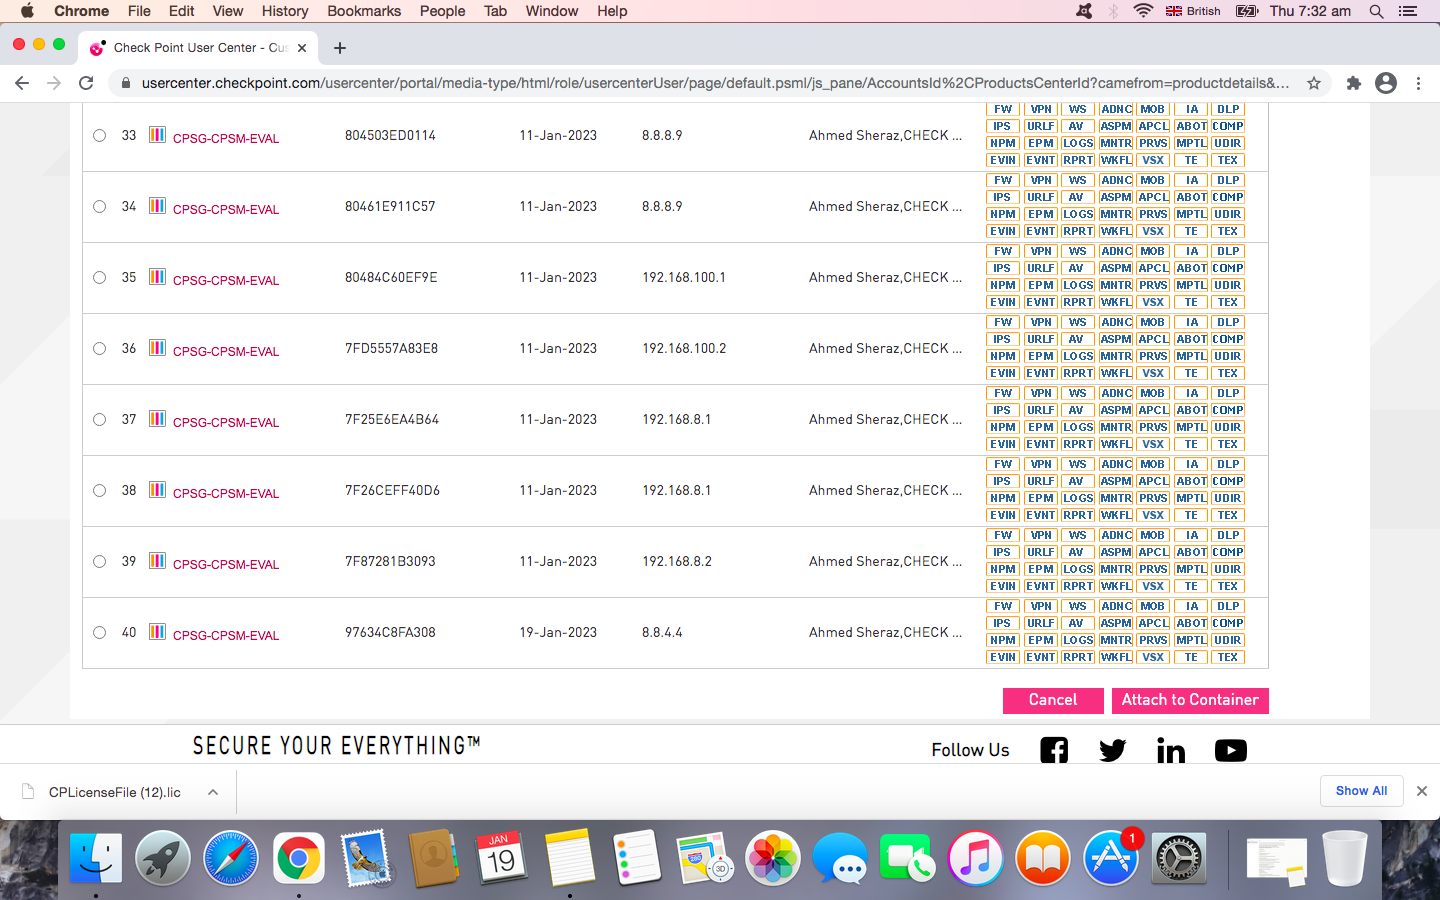 Chrome File Edit View History Bookmarks People Tab Window Help British Thu 7:32 am
Check Point User Center - Cus
usercenter.checkpoint.com/usercenter/portal/media-type/html/role/usercenterUser/page/default.psml/js_pane/AccountsId%2CProductsCenterId?camefrom=productdetails&...
FW VPN WS ADNC MOB IA DLP
33 CPSG-CPSM-EVAL 804503ED0114 11-Jan-2023 8.8.8.9 Ahmed Sheraz,CHECK ... IPS URLF AV ASPM APCL ABOT COMP
NPM EPM LOGS MNTR PRVS MPTL UDIR
EVIN EVNT RPRT WKFL VSX TE TEX
FW VPN WS ADNC MOB IA DLP
34 CPSG-CPSM-EVAL 80461E911C57 11-Jan-2023 8.8.8.9 Ahmed Sheraz,CHECK ... IPS URLF AV ASPM APCL ABOT COMP
NPM EPM LOGS MNTR PRVS MPTL UDIR
EVIN EVNT RPRT WKFL VSX TE TEX
FW VPN WS ADNC MOB IA DLP
35 CPSG-CPSM-EVAL 80484C60EF9E 11-Jan-2023 192.168.100.1 Ahmed Sheraz,CHECK ... IPS URLF AV ASPM APCL ABOT COMP
NPM EPM LOGS MNTR PRVS MPTL UDIR
EVIN EVNT RPRT WKFL VSX TE TEX
FW VPN WS ADNC MOB IA DLP
36 CPSG-CPSM-EVAL 7FD5557A83E8 11-Jan-2023 192.168.100.2 Ahmed Sheraz,CHECK ... IPS URLF AV ASPM APCL ABOT COMP
NPM EPM LOGS MNTR PRVS MPTL UDIR
EVIN EVNT RPRT WKFL VSX TE TEX
FW VPN WS ADNC MOB IA DLP
37 CPSG-CPSM-EVAL 7F25E6EA4B64 11-Jan-2023 192.168.8.1 Ahmed Sheraz,CHECK ... IPS URLF AV ASPM APCL ABOT COMP
NPM EPM LOGS MNTR PRVS MPTL UDIR
EVIN EVNT RPRT WKFL VSX TE TEX
FW VPN WS ADNC MOB IA DLP
38 CPSG-CPSM-EVAL 7F26CEFF40D6 11-Jan-2023 192.168.8.1 Ahmed Sheraz,CHECK ... IPS URLF AV ASPM APCL ABOT COMP
NPM EPM LOGS MNTR PRVS MPTL UDIR
EVIN EVNT RPRT WKFL VSX TE TEX
FW VPN WS ADNC MOB IA DLP
39 CPSG-CPSM-EVAL 7F87281B3093 11-Jan-2023 192.168.8.2 Ahmed Sheraz,CHECK ... IPS URLF AV ASPM APCL ABOT COMP
NPM EPM LOGS MNTR PRVS MPTL UDIR
EVIN EVNT RPRT WKFL VSX TE TEX
FW VPN WS ADNC MOB IA DLP
40 CPSG-CPSM-EVAL 97634C8FA308 19-Jan-2023 8.8.4.4 Ahmed Sheraz,CHECK ... IPS URLF AV ASPM APCL ABOT COMP
NPM EPM LOGS MNTR PRVS MPTL UDIR
EVIN EVNT RPRT WKFL VSX TE TEX
Cancel Attach to Container
SECURE YOUR EVERYTHING™ Follow Us
CPLicenseFile (12).lic Show All
JAN
19
280
3D
1